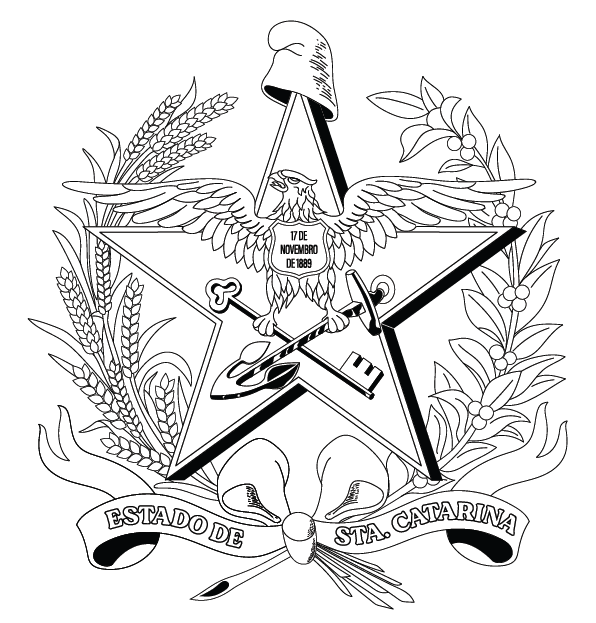 17 DE
NOVEMBRO
DE 1889
ESTADO DE STA. CATARINA